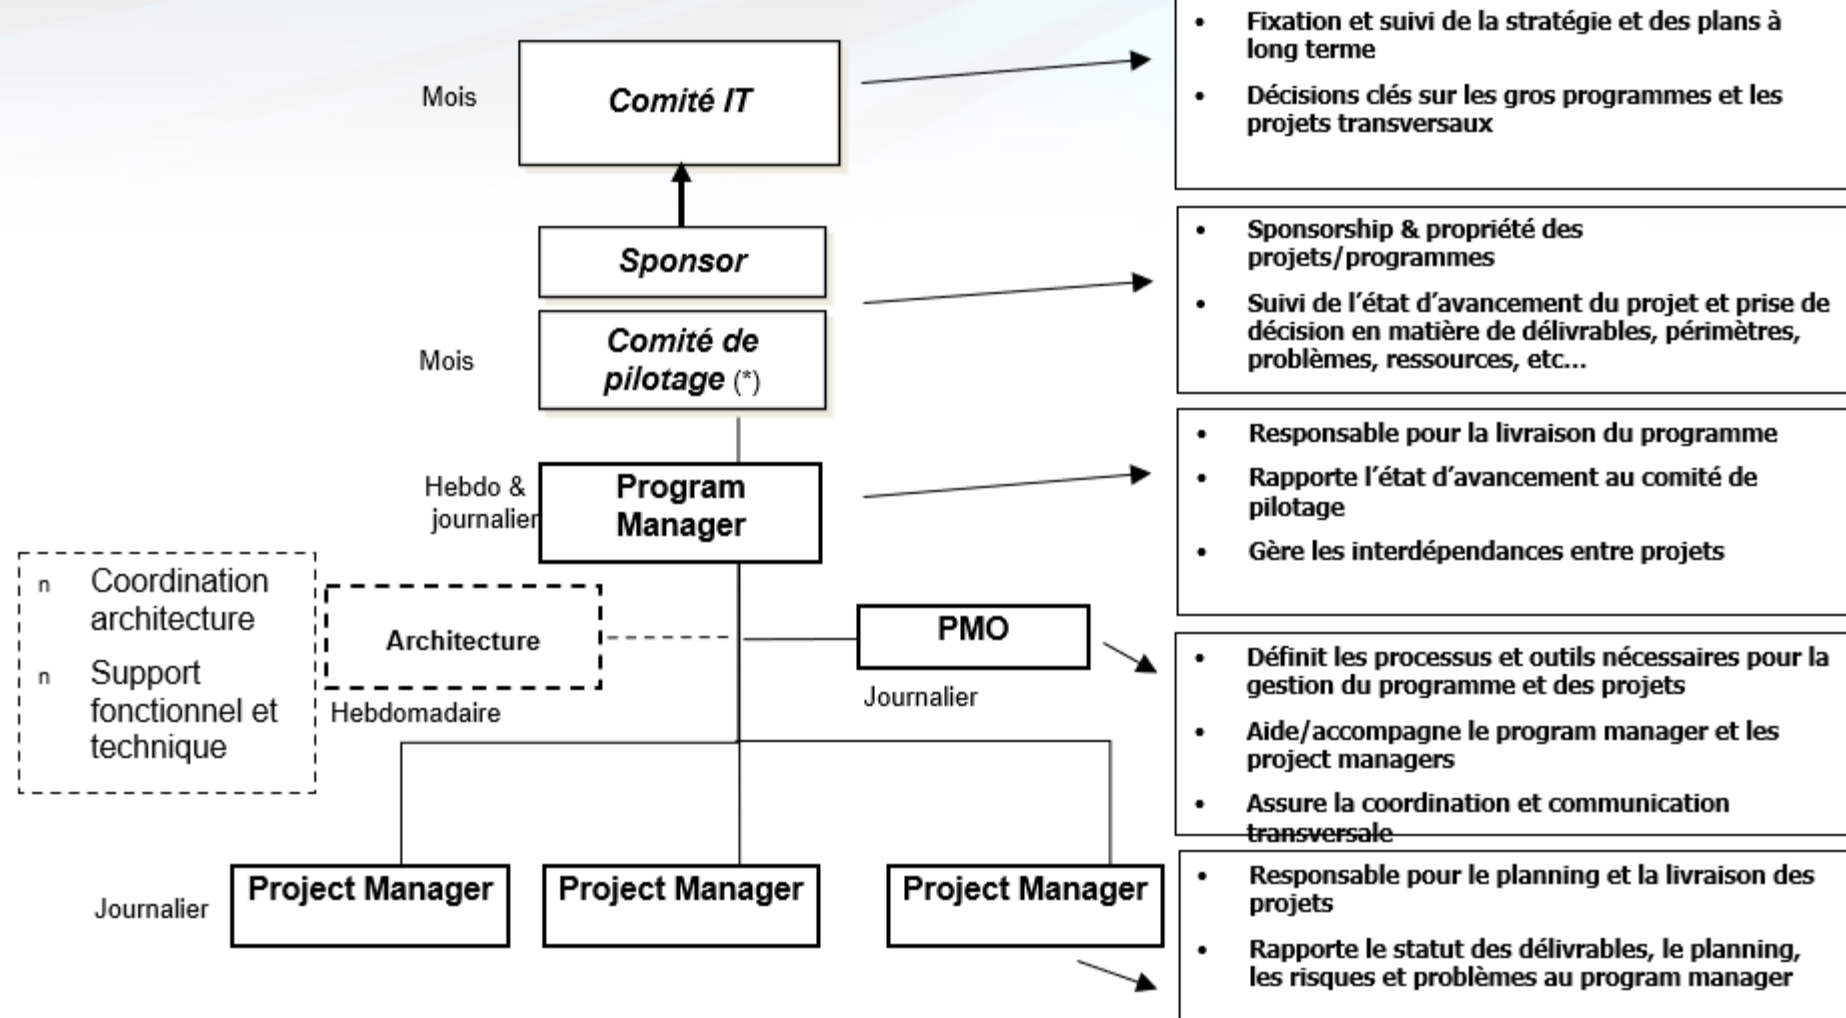 Mois
Comité IT
• Fixation et suivi de la stratégie et des plans à
long terme
• Décisions clés sur les gros programmes et les
projets transversaux
Sponsor
Mois
Comité de
pilotage (*)
• Sponsorship & propriété des
projets/programmes
• Suivi de l'état d'avancement du projet et prise de
décision en matière de délivrables, périmètres,
problèmes, ressources, etc...
Hebdo &
journalier
Program
Manager
• Responsable pour la livraison du programme
• Rapporte l'état d'avancement au comité de
pilotage
• Gère les interdépendances entre projets
n Coordination
architecture
n Support
fonctionnel et
technique
Architecture
Hebdomadaire
PMO
Journalier
• Définit les processus et outils nécessaires pour la
gestion du programme et des projets
• Aide/accompagne le program manager et les
project managers
• Assure la coordination et communication
transversale
Journalier
Project Manager
Project Manager
Project Manager
• Responsable pour le planning et la livraison des
projets
• Rapporte le statut des délivrables, le planning,
les risques et problèmes au program manager